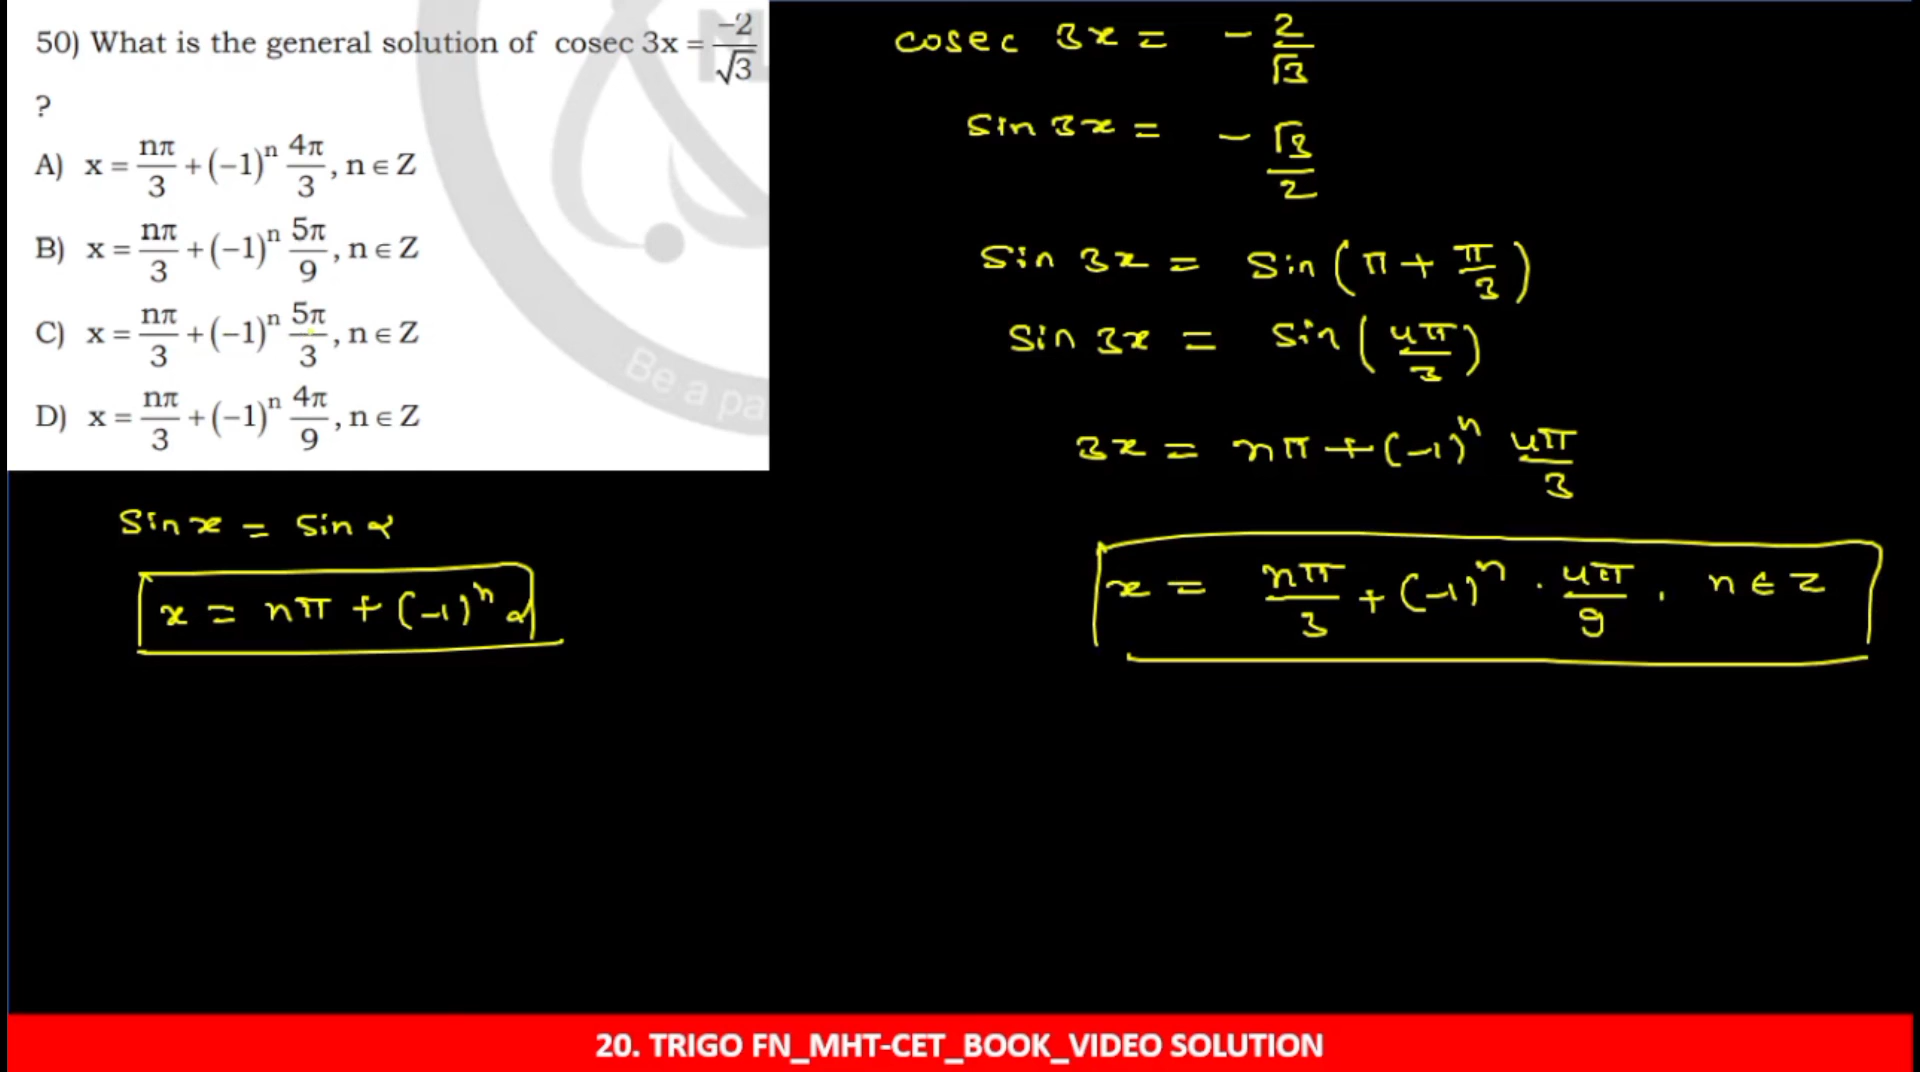 50) What is the general solution of cosec 3x = -2/√3
?
A) x = nπ/3 + (−1)ⁿ 4π/3, n ∈ Z
B) x = nπ/3 + (−1)ⁿ 5π/9, n ∈ Z
C) x = nπ/3 + (−1)ⁿ 5π/3, n ∈ Z
D) x = nπ/3 + (−1)ⁿ 4π/9, n ∈ Z
Be a pa
sin x = sin α
x = nπ + (−1)ⁿ α
cosec 3x = − 2/√3
sin 3x = − √3/2
sin 3x = sin (π + π/3)
sin 3x = sin (4π/3)
3x = nπ + (−1)ⁿ 4π/3
x = nπ/3 + (−1)ⁿ · 4π/9, n ∈ Z
20. TRIGO FN_MHT-CET_BOOK_VIDEO SOLUTION